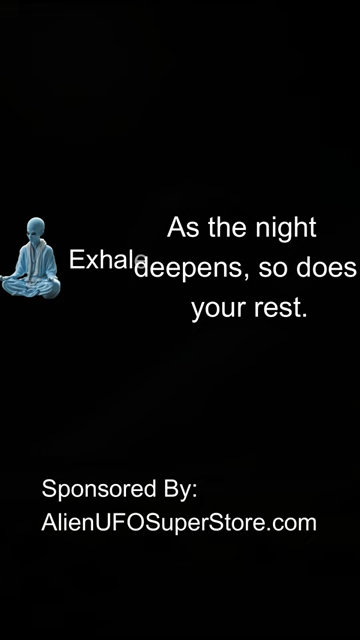 As the night
Exhale
deepens, so does
your rest.
Sponsored By:
AlienUFOSuperStore.com